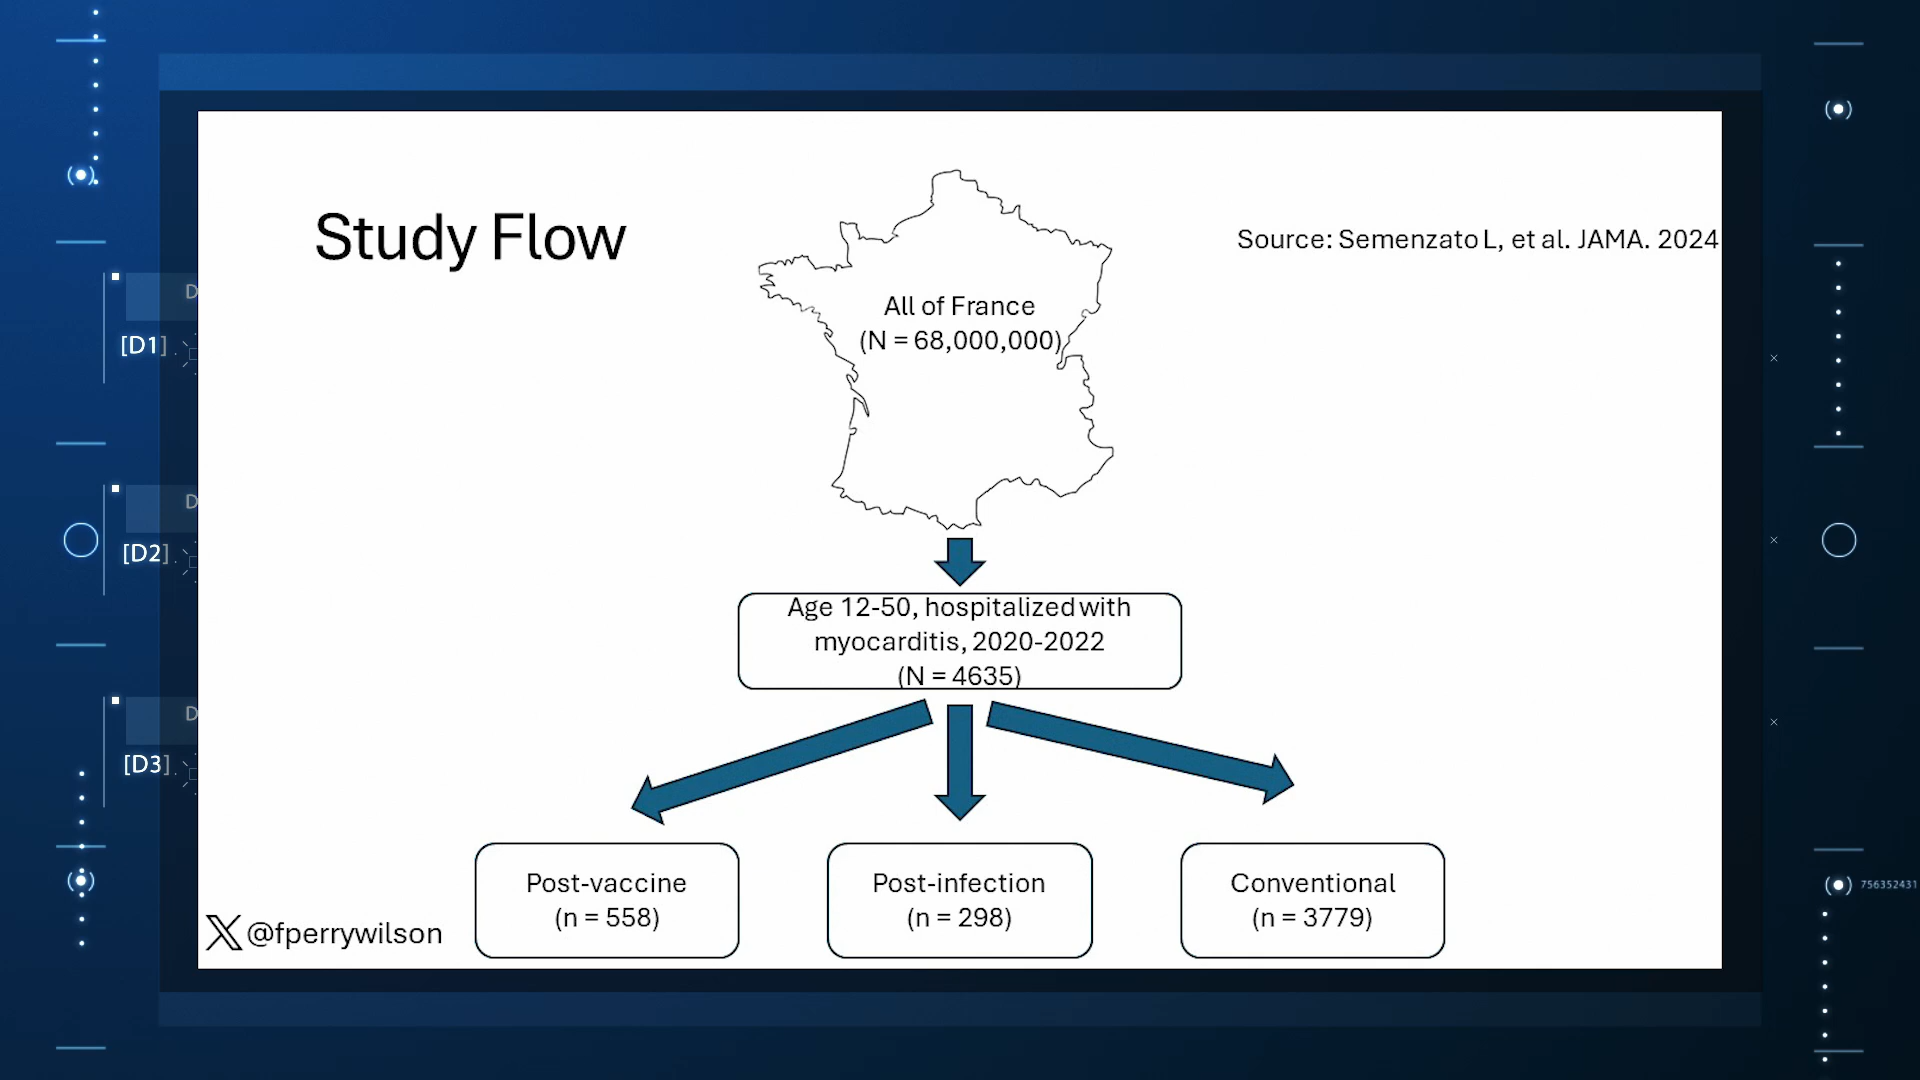 Study Flow
Source: Semenzato L, et al. JAMA. 2024
All of France
(N = 68,000,000)
D
[D1]
D
[D2]
Age 12-50, hospitalized with
myocarditis, 2020-2022
(N = 4635)
D
[D3]
Post-vaccine
(n = 558)
Post-infection
(n = 298)
Conventional
(n = 3779)
756352431
X @fperrywilson